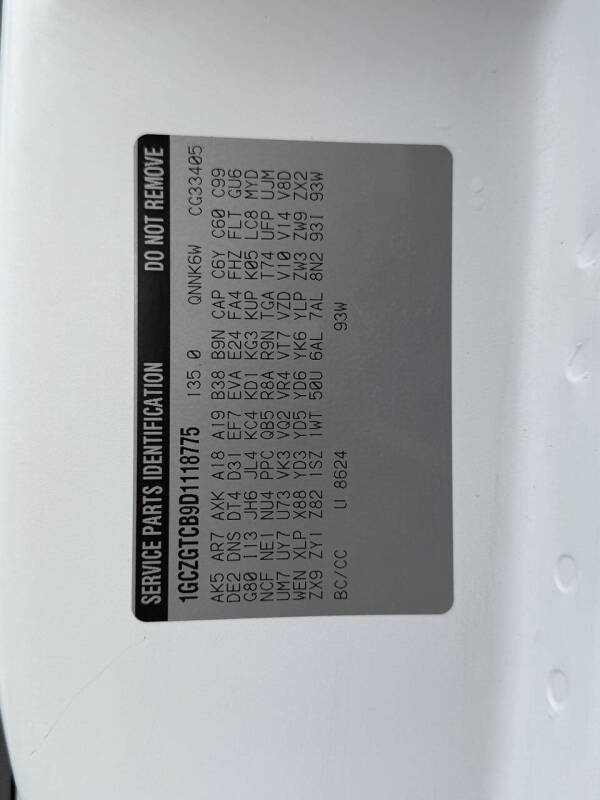 SERVICE PARTS IDENTIFICATION DO NOT REMOVE
1GCZGTCB9D1118775 135.0 QNNK6W CG33405
AK5 AR7 AXK A18 A19 B38 B9N CAP C6Y C60 C99
DE2 DNS DT4 D31 EF7 EVA E24 FA4 FHZ FLT GU6
G80 I13 JH6 JL4 KC4 KD1 KG3 KUP K05 LC8 MYD
NCF NE1 NU4 PPC QB5 R8A R9N TGA T74 UFP UJM
UM7 UY7 U73 VK3 VQ2 VR4 VT7 VZD V10 V14 V8D
WEN XLP X88 YD3 YD5 YD6 YK6 YLP ZW3 ZW9 ZX2
ZX9 ZY1 Z82 1SZ 1WT 50U 6AL 7AL 8N2 93I 93W
BC/CC U 8624 93W